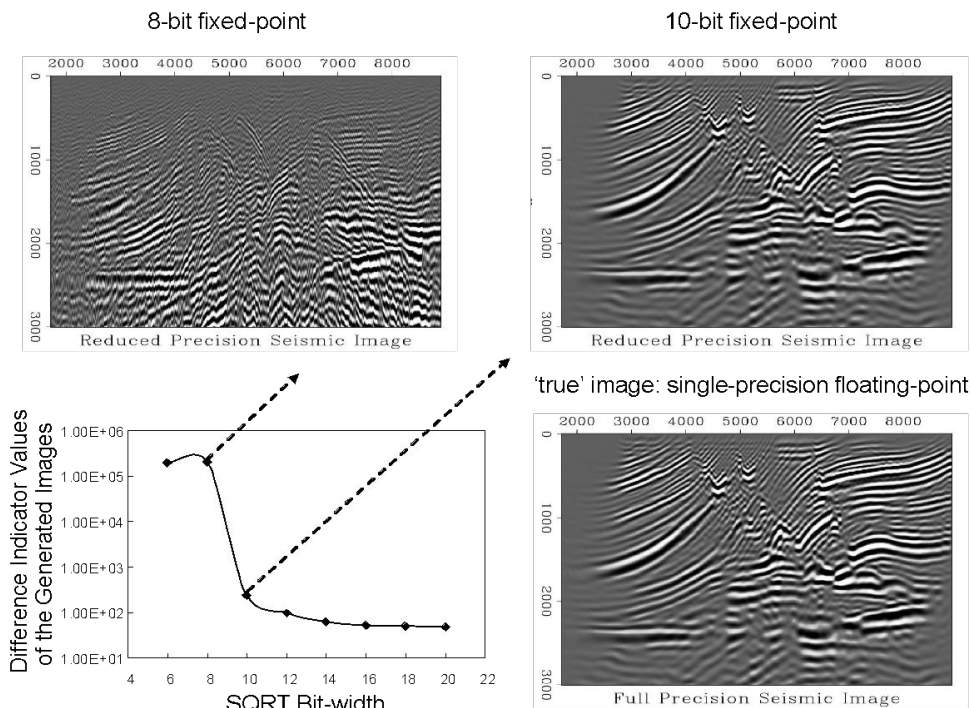 8-bit fixed-point
10-bit fixed-point
2000 3000 4000 5000 6000 7000 8000
0
1000
2000
3000
Reduced Precision Seismic Image
2000 3000 4000 5000 6000 7000 8000
0
1000
2000
3000
Reduced Precision Seismic Image
'true' image: single-precision floating-point
Difference Indicator Values
of the Generated Images
1.00E+06
1.00E+05
1.00E+04
1.00E+03
1.00E+02
1.00E+01
4 6 8 10 12 14 16 18 20 22
SQRT Bit-width
2000 3000 4000 5000 6000 7000 8000
0
1000
2000
3000
Full Precision Seismic Image